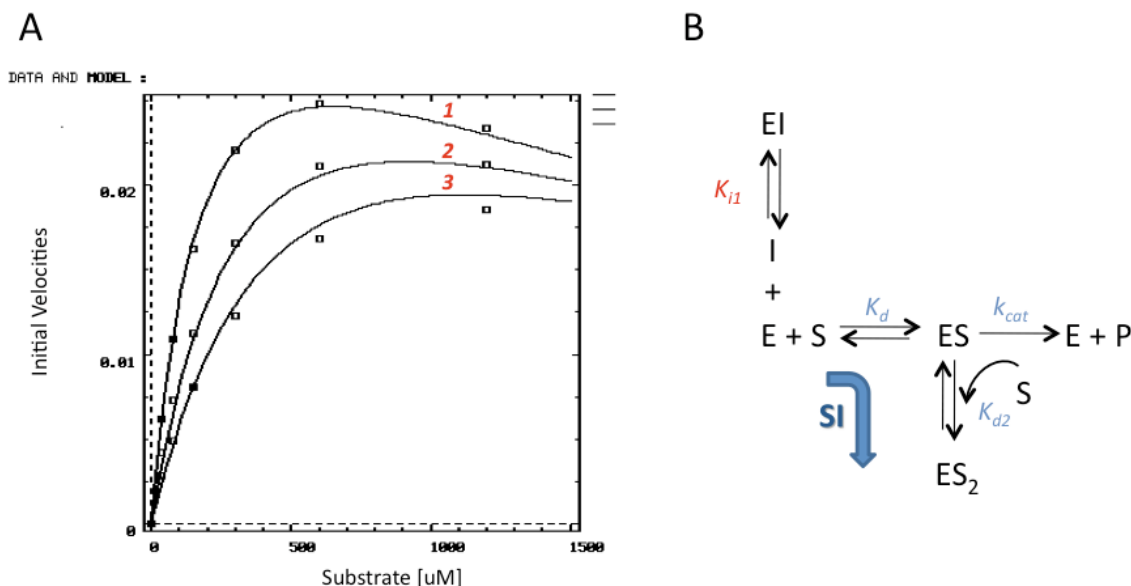 A
DATA AND MODEL :
Initial Velocities
0.02
0.01
0
1
2
3
0
500
1000
1500
Substrate [uM]
B
EI
Ki1
I
+
E + S
Kd
ES
kcat
E + P
SI
S
Kd2
ES2